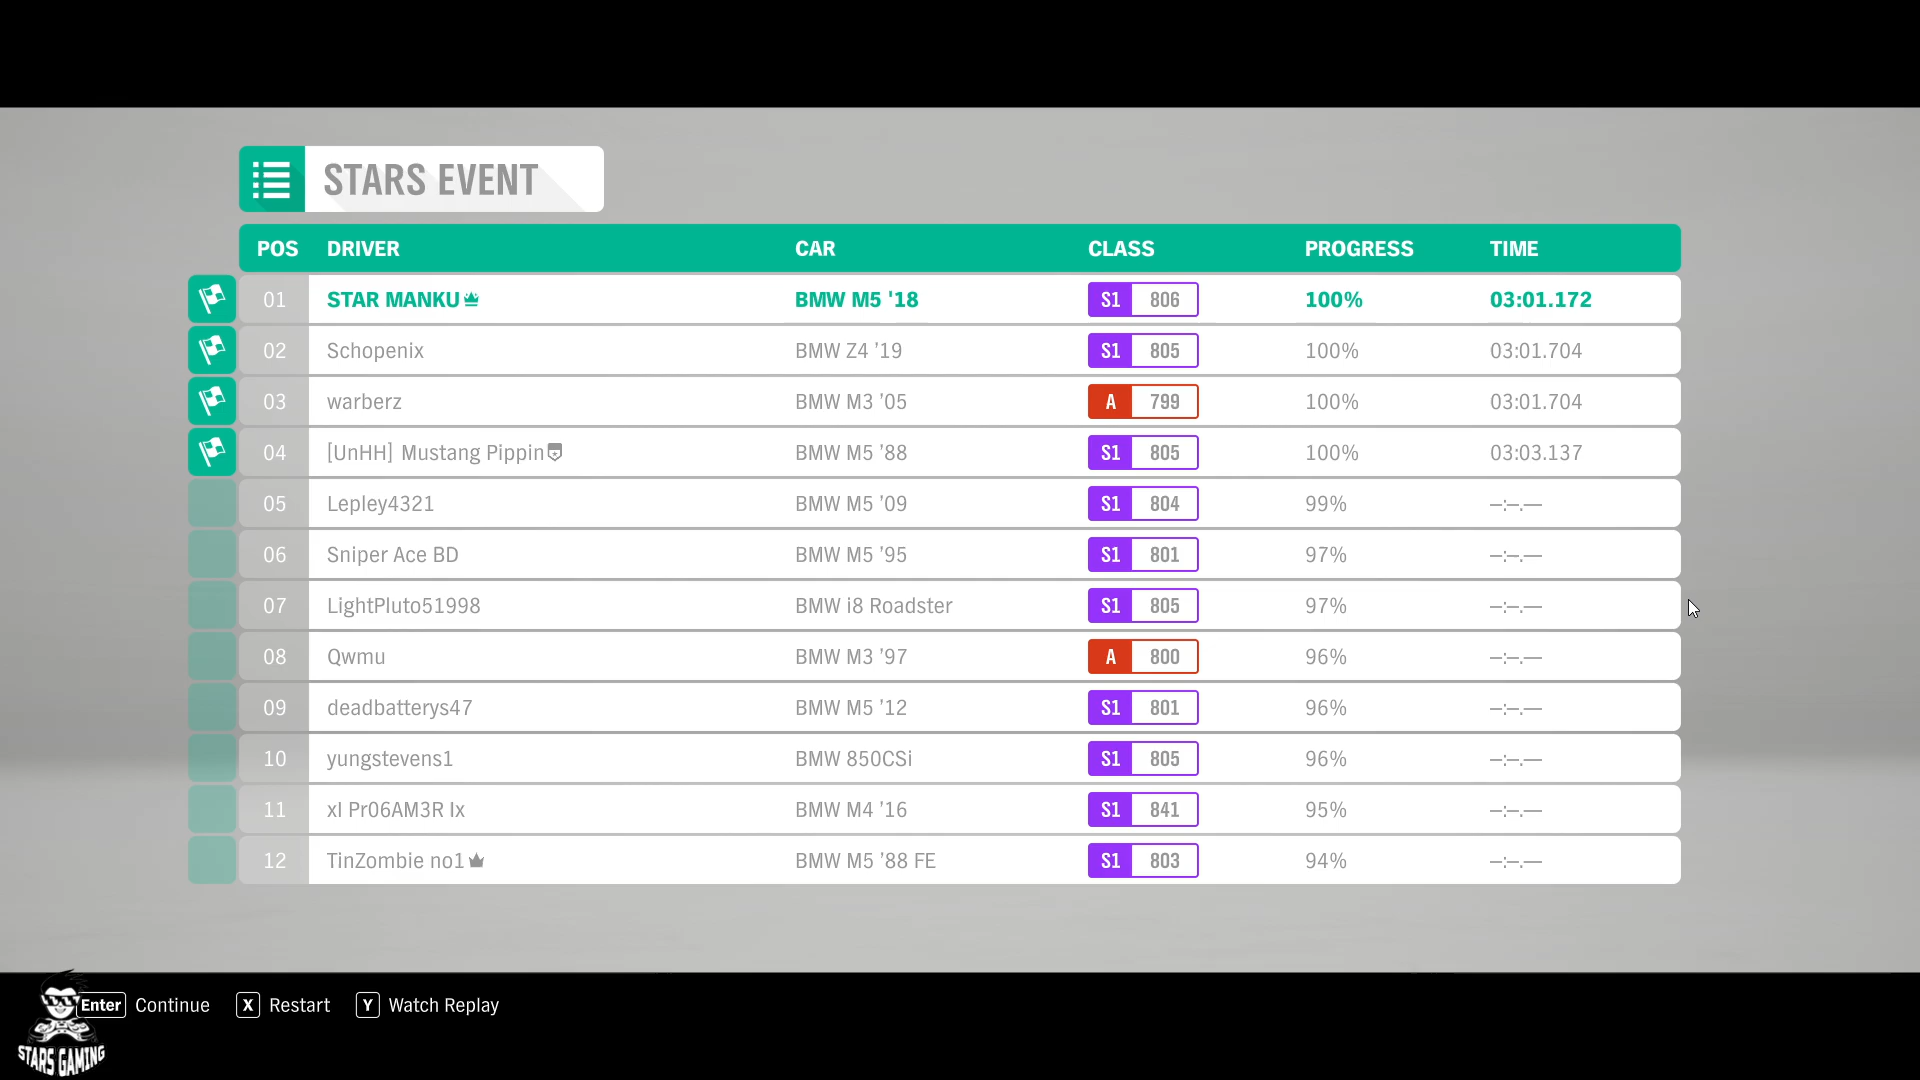 STARS EVENT
POS DRIVER CAR CLASS PROGRESS TIME
01 STAR MANKU BMW M5 '18 S1 806 100% 03:01.172
02 Schopenix BMW Z4 '19 S1 805 100% 03:01.704
03 warberz BMW M3 '05 A 799 100% 03:01.704
04 [UnHH] Mustang Pippin BMW M5 '88 S1 805 100% 03:03.137
05 Lepley4321 BMW M5 '09 S1 804 99% –:–.—
06 Sniper Ace BD BMW M5 '95 S1 801 97% –:–.—
07 LightPluto51998 BMW i8 Roadster S1 805 97% –:–.—
08 Qwmu BMW M3 '97 A 800 96% –:–.—
09 deadbatterys47 BMW M5 '12 S1 801 96% –:–.—
10 yungstevens1 BMW 850CSi S1 805 96% –:–.—
11 xI Pr06AM3R Ix BMW M4 '16 S1 841 95% –:–.—
12 TinZombie no1 BMW M5 '88 FE S1 803 94% –:–.—
Enter Continue X Restart Y Watch Replay
STARS GAMING